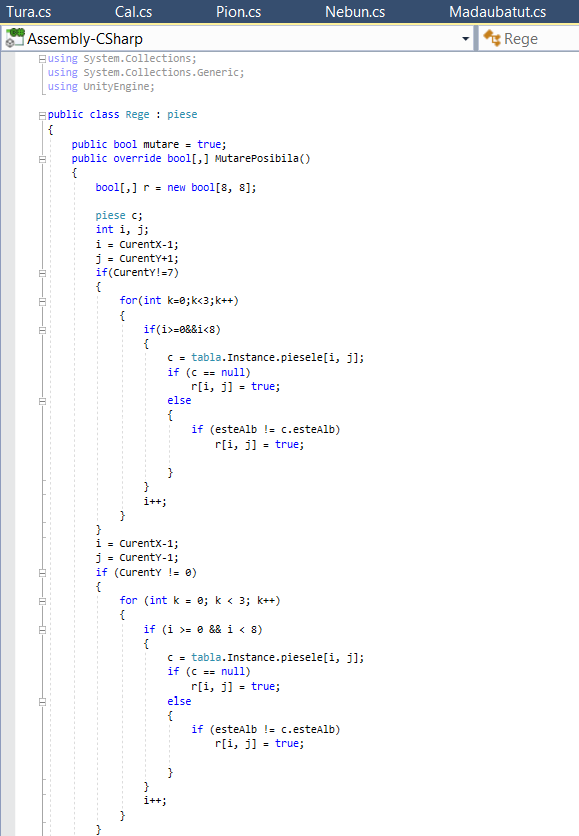 Tura.cs Cal.cs Pion.cs Nebun.cs Madaubatut.cs
Assembly-CSharp Rege
using System.Collections;
using System.Collections.Generic;
using UnityEngine;
public class Rege : piese
{
public bool mutare = true;
public override bool[,] MutarePosibila()
{
bool[,] r = new bool[8, 8];
piese c;
int i, j;
i = CurentX-1;
j = CurentY+1;
if(CurentY!=7)
{
for(int k=0;k<3;k++)
{
if(i>=0&&i<8)
{
c = tabla.Instance.piesele[i, j];
if (c == null)
r[i, j] = true;
else
{
if (esteAlb != c.esteAlb)
r[i, j] = true;
}
}
i++;
}
}
i = CurentX-1;
j = CurentY-1;
if (CurentY != 0)
{
for (int k = 0; k < 3; k++)
{
if (i >= 0 && i < 8)
{
c = tabla.Instance.piesele[i, j];
if (c == null)
r[i, j] = true;
else
{
if (esteAlb != c.esteAlb)
r[i, j] = true;
}
}
i++;
}
}